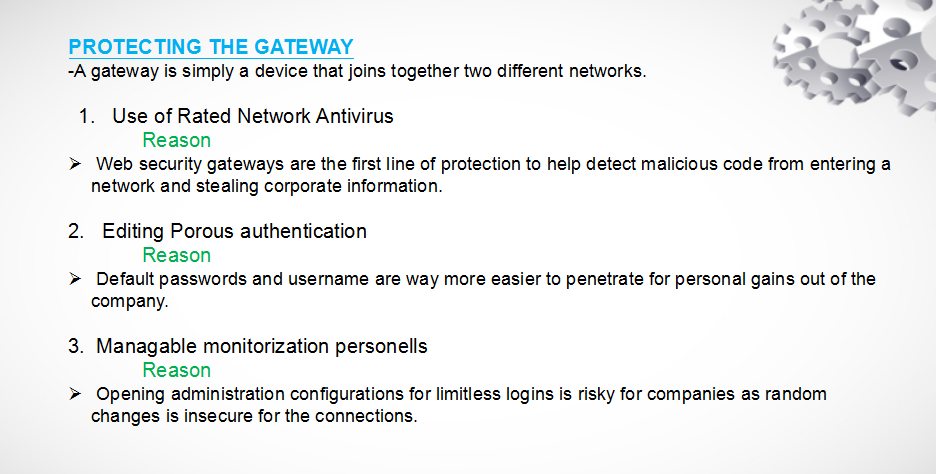 PROTECTING THE GATEWAY
-A gateway is simply a device that joins together two different networks.
1. Use of Rated Network Antivirus
Reason
➢ Web security gateways are the first line of protection to help detect malicious code from entering a
network and stealing corporate information.
2. Editing Porous authentication
Reason
➢ Default passwords and username are way more easier to penetrate for personal gains out of the
company.
3. Managable monitorization personells
Reason
➢ Opening administration configurations for limitless logins is risky for companies as random
changes is insecure for the connections.